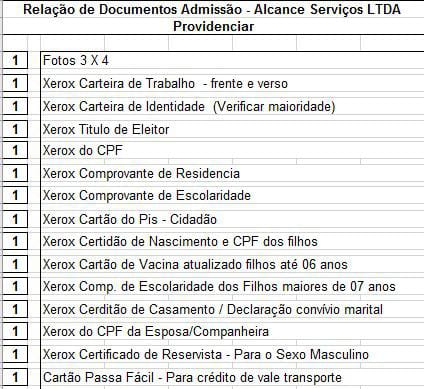 Relação de Documentos Admissão - Alcance Serviços LTDA
Providenciar
1 Fotos 3 X 4
1 Xerox Carteira de Trabalho - frente e verso
1 Xerox Carteira de Identidade (Verificar maioridade)
1 Xerox Titulo de Eleitor
1 Xerox do CPF
1 Xerox Comprovante de Residencia
1 Xerox Comprovante de Escolaridade
1 Xerox Cartão do Pis - Cidadão
1 Xerox Certidão de Nascimento e CPF dos filhos
1 Xerox Cartão de Vacina atualizado filhos até 06 anos
1 Xerox Comp. de Escolaridade dos Filhos maiores de 07 anos
1 Xerox Cerditão de Casamento / Declaração convívio marital
1 Xerox do CPF da Esposa/Companheira
1 Xerox Certificado de Reservista - Para o Sexo Masculino
1 Cartão Passa Fácil - Para crédito de vale transporte